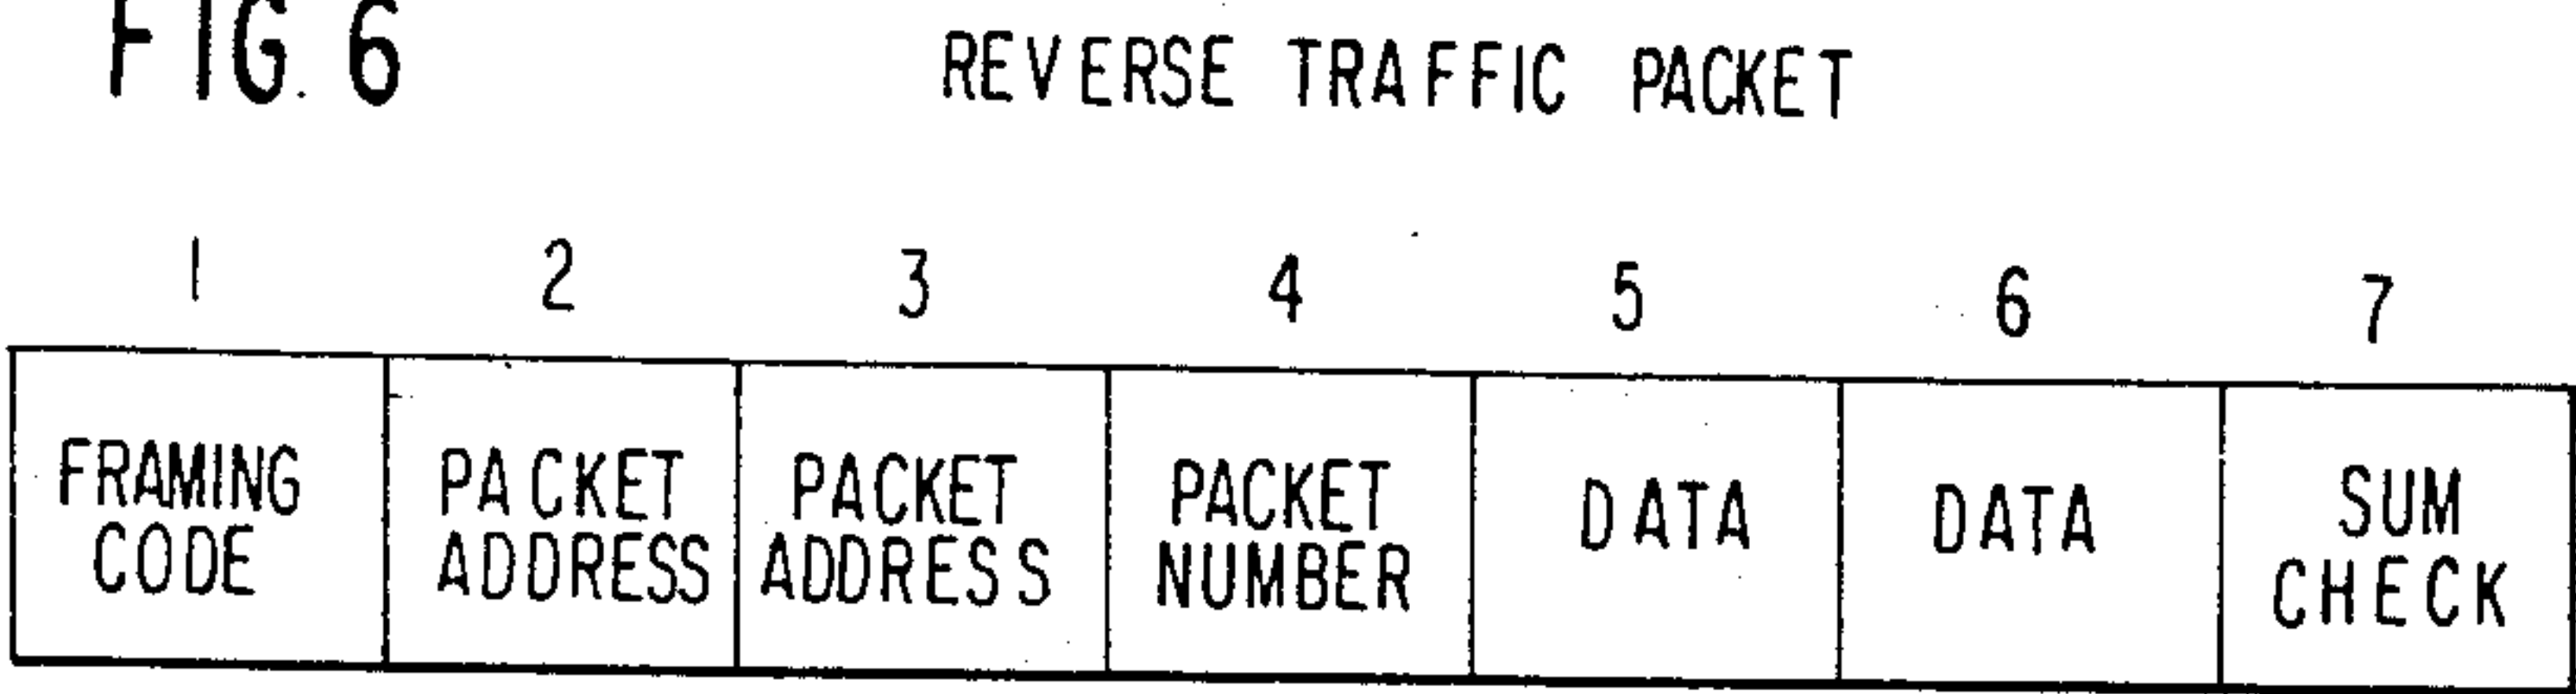 FIG. 6
REVERSE TRAFFIC PACKET
1 2 3 4 5 6 7
FRAMING CODE
PACKET ADDRESS
PACKET ADDRESS
PACKET NUMBER
DATA
DATA
SUM CHECK